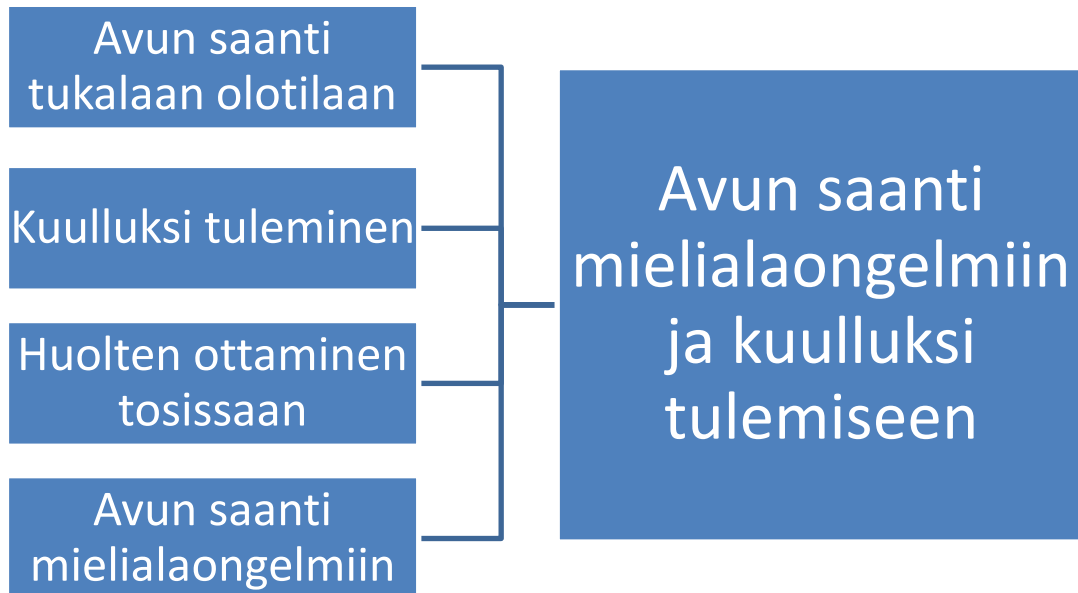 Avun saanti
tukalaan olotilaan
Kuulluksi tuleminen
Huolten ottaminen
tosissaan
Avun saanti
mielialaongelmiin
Avun saanti
mielialaongelmiin
ja kuulluksi
tulemiseen